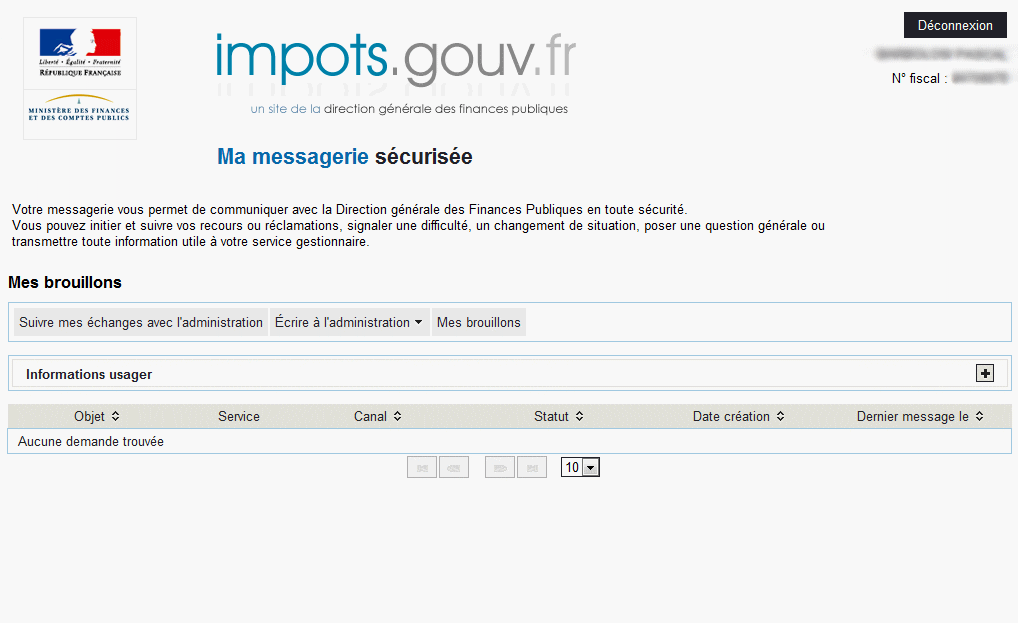 Déconnexion
N° fiscal :
Liberté • Égalité • Fraternité
RÉPUBLIQUE FRANÇAISE
MINISTÈRE DES FINANCES
ET DES COMPTES PUBLICS
impots.gouv.fr
un site de la direction générale des finances publiques
Ma messagerie sécurisée
Votre messagerie vous permet de communiquer avec la Direction générale des Finances Publiques en toute sécurité.
Vous pouvez initier et suivre vos recours ou réclamations, signaler une difficulté, un changement de situation, poser une question générale ou
transmettre toute information utile à votre service gestionnaire.
Mes brouillons
Suivre mes échanges avec l'administration Écrire à l'administration Mes brouillons
Informations usager
Objet Service Canal Statut Date création Dernier message le
Aucune demande trouvée
10